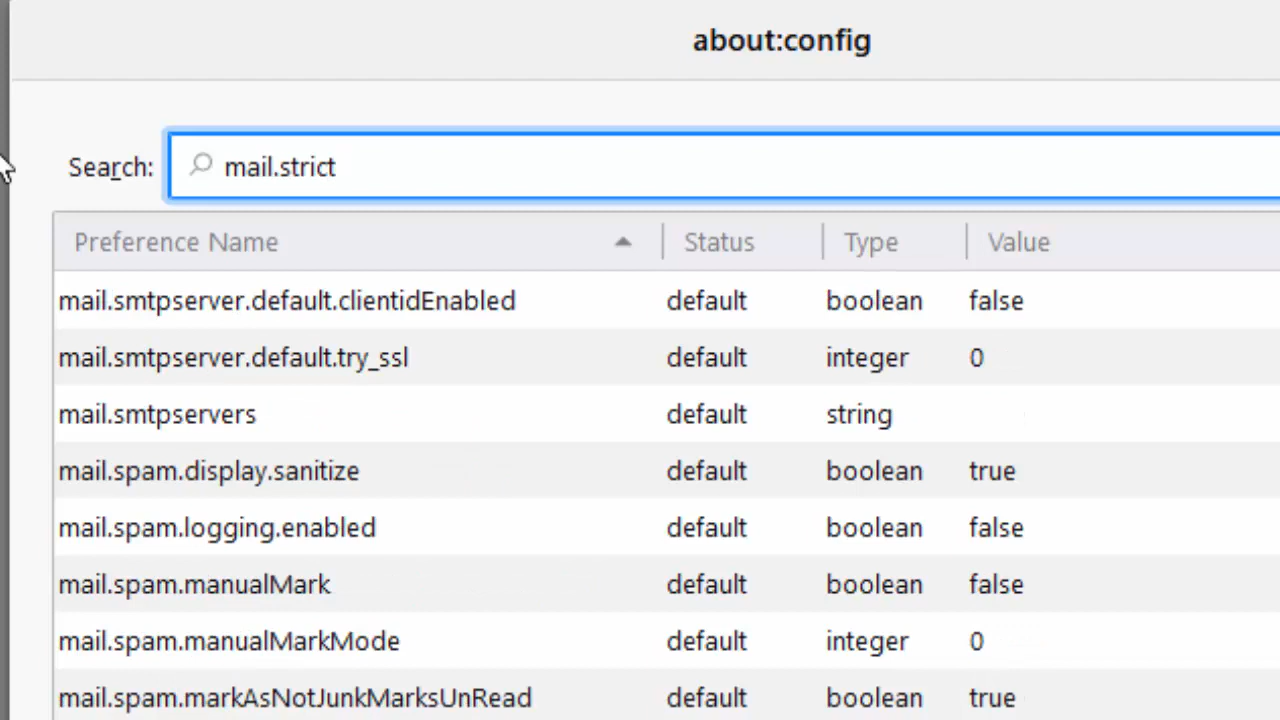 about:config
Search: mail.strict
Preference Name Status Type Value
mail.smtpserver.default.clientidEnabled default boolean false
mail.smtpserver.default.try_ssl default integer 0
mail.smtpservers default string
mail.spam.display.sanitize default boolean true
mail.spam.logging.enabled default boolean false
mail.spam.manualMark default boolean false
mail.spam.manualMarkMode default integer 0
mail.spam.markAsNotJunkMarksUnRead default boolean true